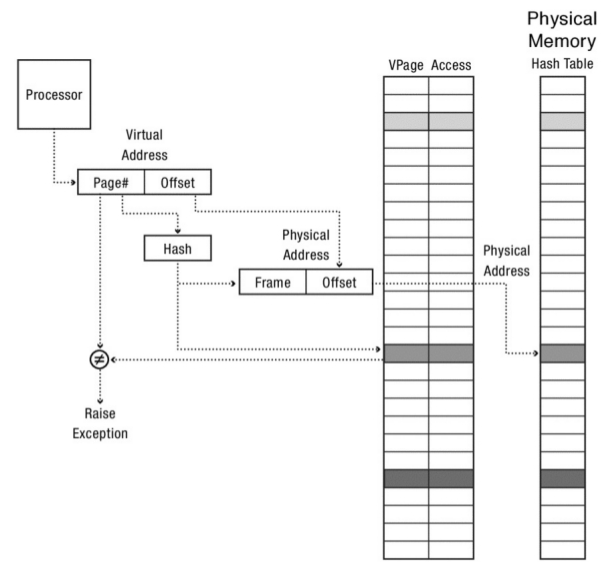 Physical
Memory
VPage Access
Hash Table
Processor
Virtual
Address
Page#
Offset
Hash
Physical
Address
Frame
Offset
Physical
Address
≠
Raise
Exception